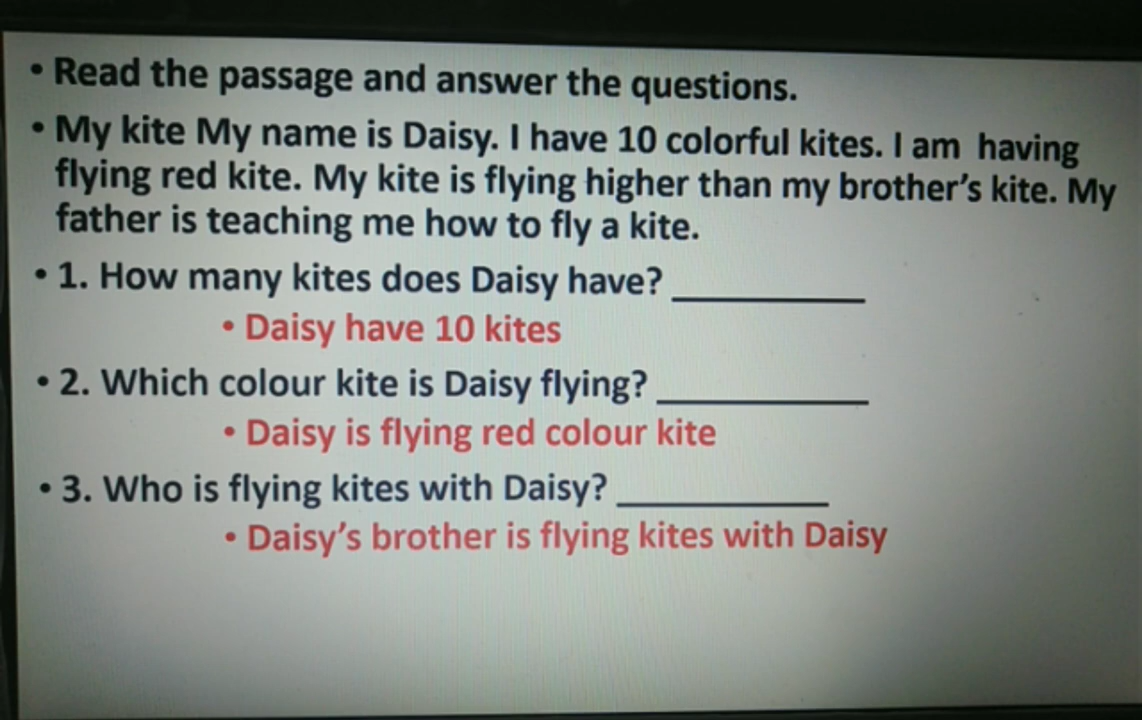 • Read the passage and answer the questions.
• My kite My name is Daisy. I have 10 colorful kites. I am having
flying red kite. My kite is flying higher than my brother's kite. My
father is teaching me how to fly a kite.
• 1. How many kites does Daisy have? __________
• Daisy have 10 kites
• 2. Which colour kite is Daisy flying? ___________
• Daisy is flying red colour kite
• 3. Who is flying kites with Daisy? ___________
• Daisy's brother is flying kites with Daisy